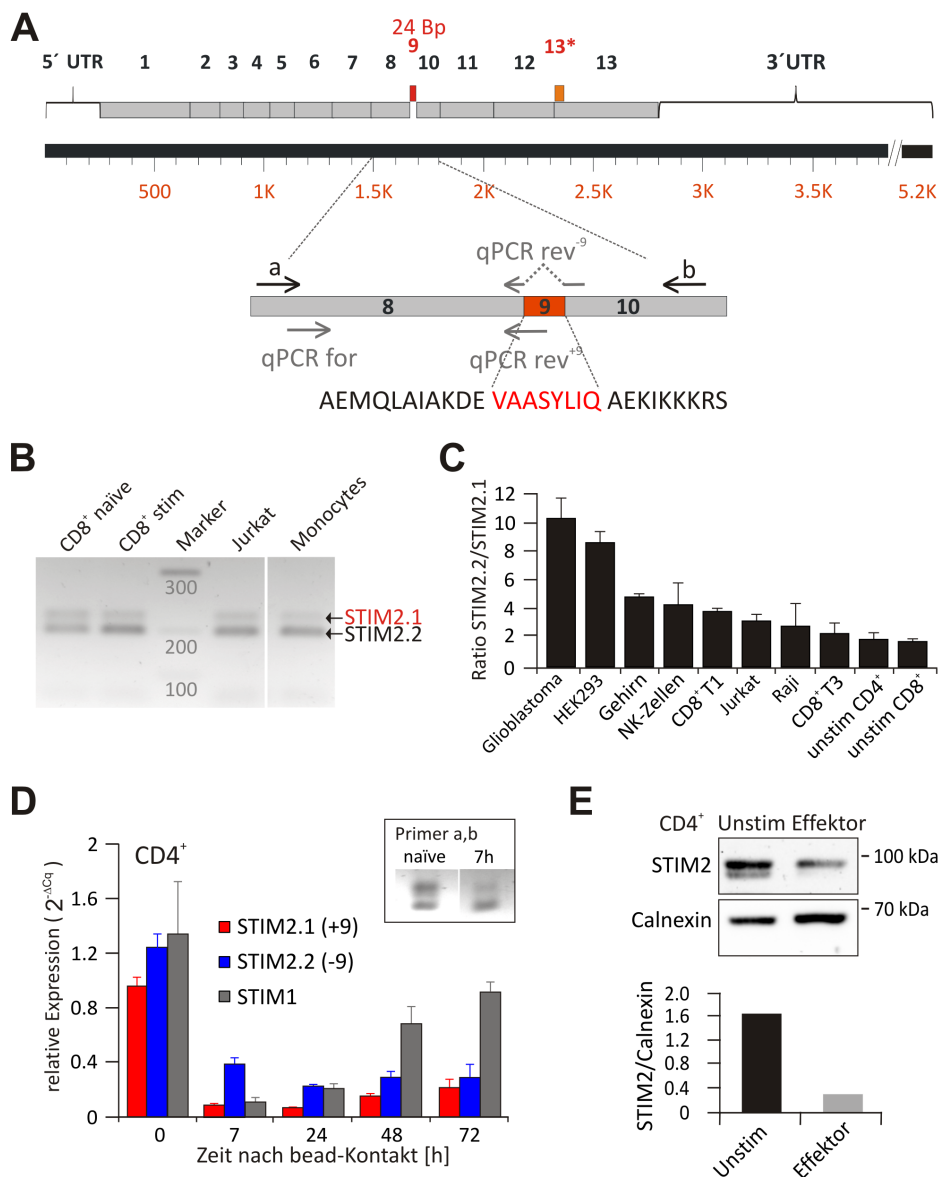 A
24 Bp
9
13*
5´ UTR 1 2 3 4 5 6 7 8 10 11 12 13 3´UTR
500 1K 1.5K 2K 2.5K 3K 3.5K 5.2K
a
qPCR rev-9
b
8 9 10
qPCR for
qPCR rev+9
AEMQLAIAKDE VAASYLIQ AEKIKKKRS
B
CD8+ naïve
CD8+ stim
Marker
Jurkat
Monocytes
300
STIM2.1
STIM2.2
200
100
C
Ratio STIM2.2/STIM2.1
12
10
8
6
4
2
0
Glioblastoma
HEK293
Gehirn
NK-Zellen
CD8+T1
Jurkat
Raji
CD8+T3
unstim CD4+
unstim CD8+
D
relative Expression ( 2-ΔCq)
2
1.6
1.2
0.8
0.4
0
CD4+
Primer a,b
naïve 7h
STIM2.1 (+9)
STIM2.2 (-9)
STIM1
0 7 24 48 72
Zeit nach bead-Kontakt [h]
E
CD4+ Unstim Effektor
STIM2
100 kDa
Calnexin
70 kDa
STIM2/Calnexin
2.0
1.6
1.2
0.8
0.4
0
Unstim
Effektor